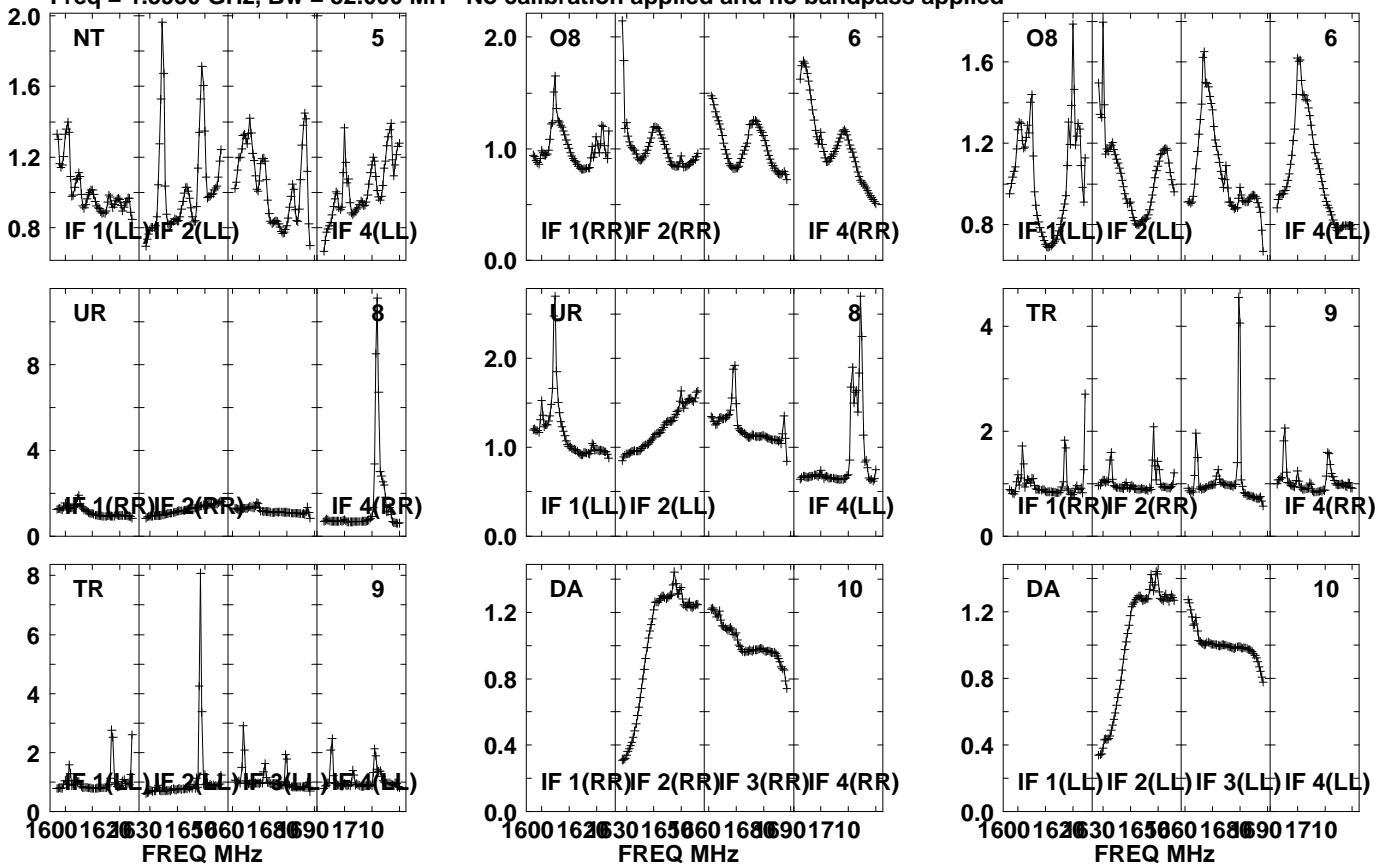 No calibration applied and no bandpass applied
NT 5 O8 6 O8 6
2.0
1.6
1.2
0.8
IF 1(LL) IF 2(LL) IF 4(LL)
2.0
1.0
0.0
IF 1(RR) IF 2(RR) IF 4(RR)
1.6
1.2
0.8
IF 1(LL) IF 2(LL) IF 4(LL)
UR 8 UR 8 TR 9
8
4
2
0
IF 1(RR) IF 2(RR) IF 4(RR)
2.0
1.0
0.0
IF 1(LL) IF 2(LL) IF 4(LL)
4
2
0
IF 1(RR) IF 2(RR) IF 4(RR)
TR 9 DA 10 DA 10
8
6
4
2
0
IF 1(LL) IF 2(LL) IF 3(LL) IF 4(LL)
1.2
0.8
0.4
0.0
IF 1(RR) IF 2(RR) IF 3(RR) IF 4(RR)
1.2
0.8
0.4
0.0
IF 1(LL) IF 2(LL) IF 3(LL) IF 4(LL)
1600 1710 1600 1710 1600 1710
FREQ MHz FREQ MHz FREQ MHz